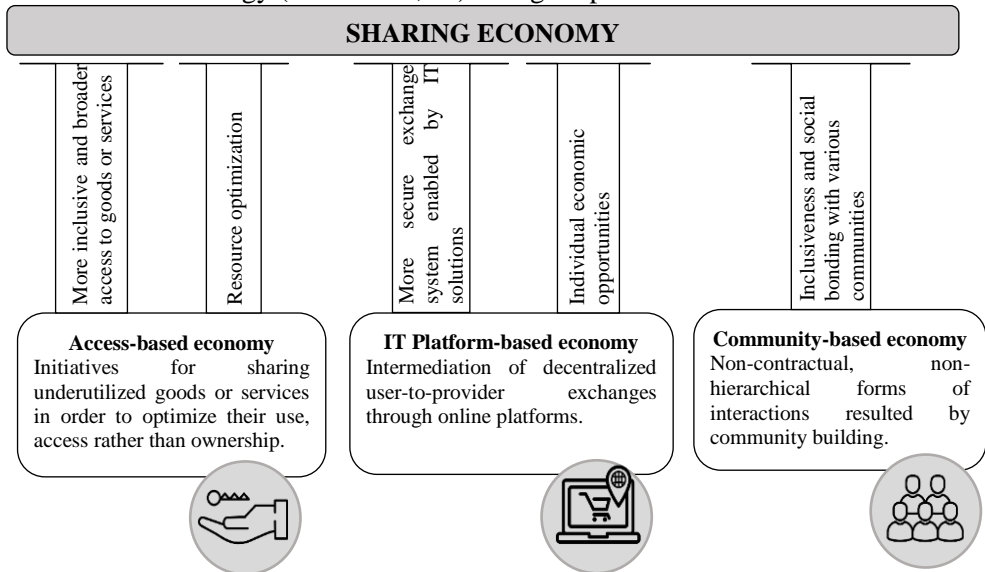 SHARING ECONOMY
More inclusive and broader
access to goods or services
Resource optimization
More secure exchange
system enabled by IT
solutions
Individual economic
opportunities
Inclusiveness and social
bonding with various
communities
Access-based economy
Initiatives for sharing
underutilized goods or services
in order to optimize their use,
access rather than ownership.
IT Platform-based economy
Intermediation of decentralized
user-to-provider exchanges
through online platforms.
Community-based economy
Non-contractual, non-
hierarchical forms of
interactions resulted by
community building.